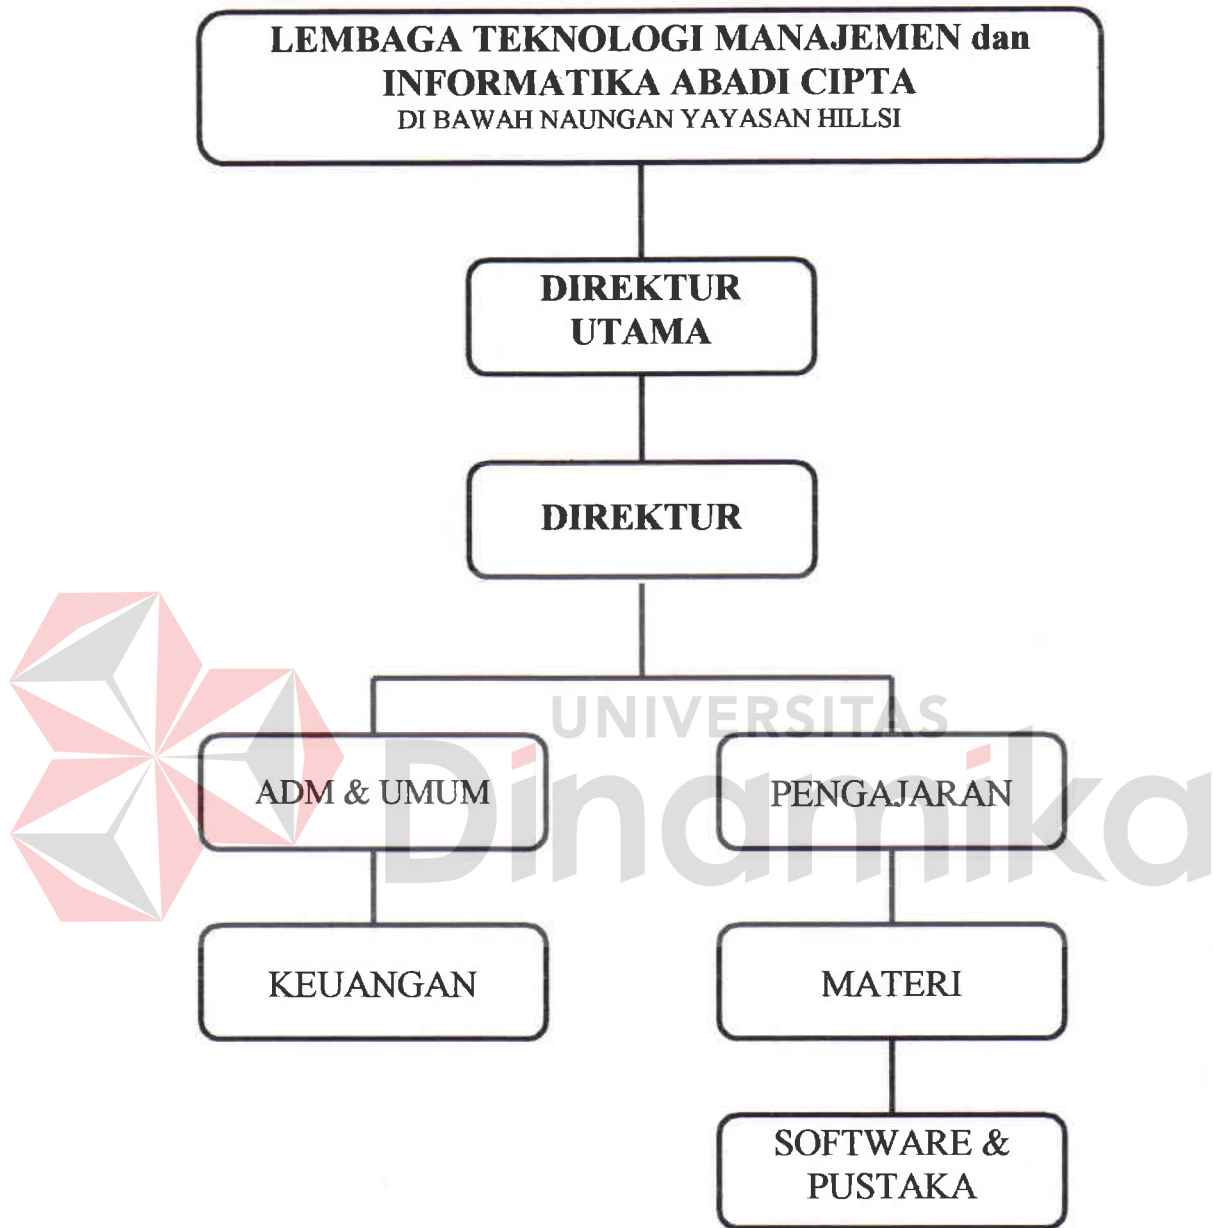 LEMBAGA TEKNOLOGI MANAJEMEN dan
INFORMATIKA ABADI CIPTA
DI BAWAH NAUNGAN YAYASAN HILLSI
DIREKTUR
UTAMA
DIREKTUR
UNIVERSITAS
Dinamika
ADM & UMUM
PENGAJARAN
KEUANGAN
MATERI
SOFTWARE &
PUSTAKA